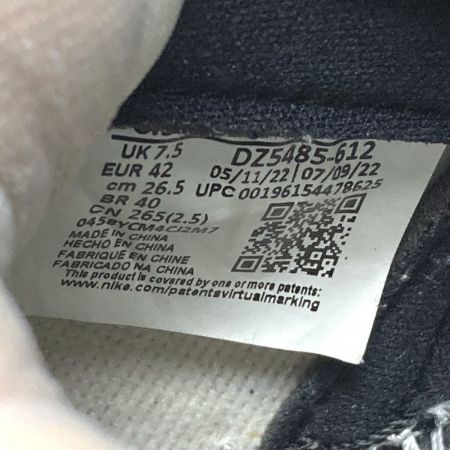 UK 7.5 DZ5485-612
EUR 42 05/11/22 07/09/22
cm 26.5 UPC 00196154478625
BR 40
CN 265(2.5)
0458YCM4CJ2M7
MADE IN CHINA
HECHO EN CHINA
FABRIQUE EN CHINE
FABRICADO NA CHINA
This product is covered by one or more patents.
www.nike.com/patentsvirtualmarking